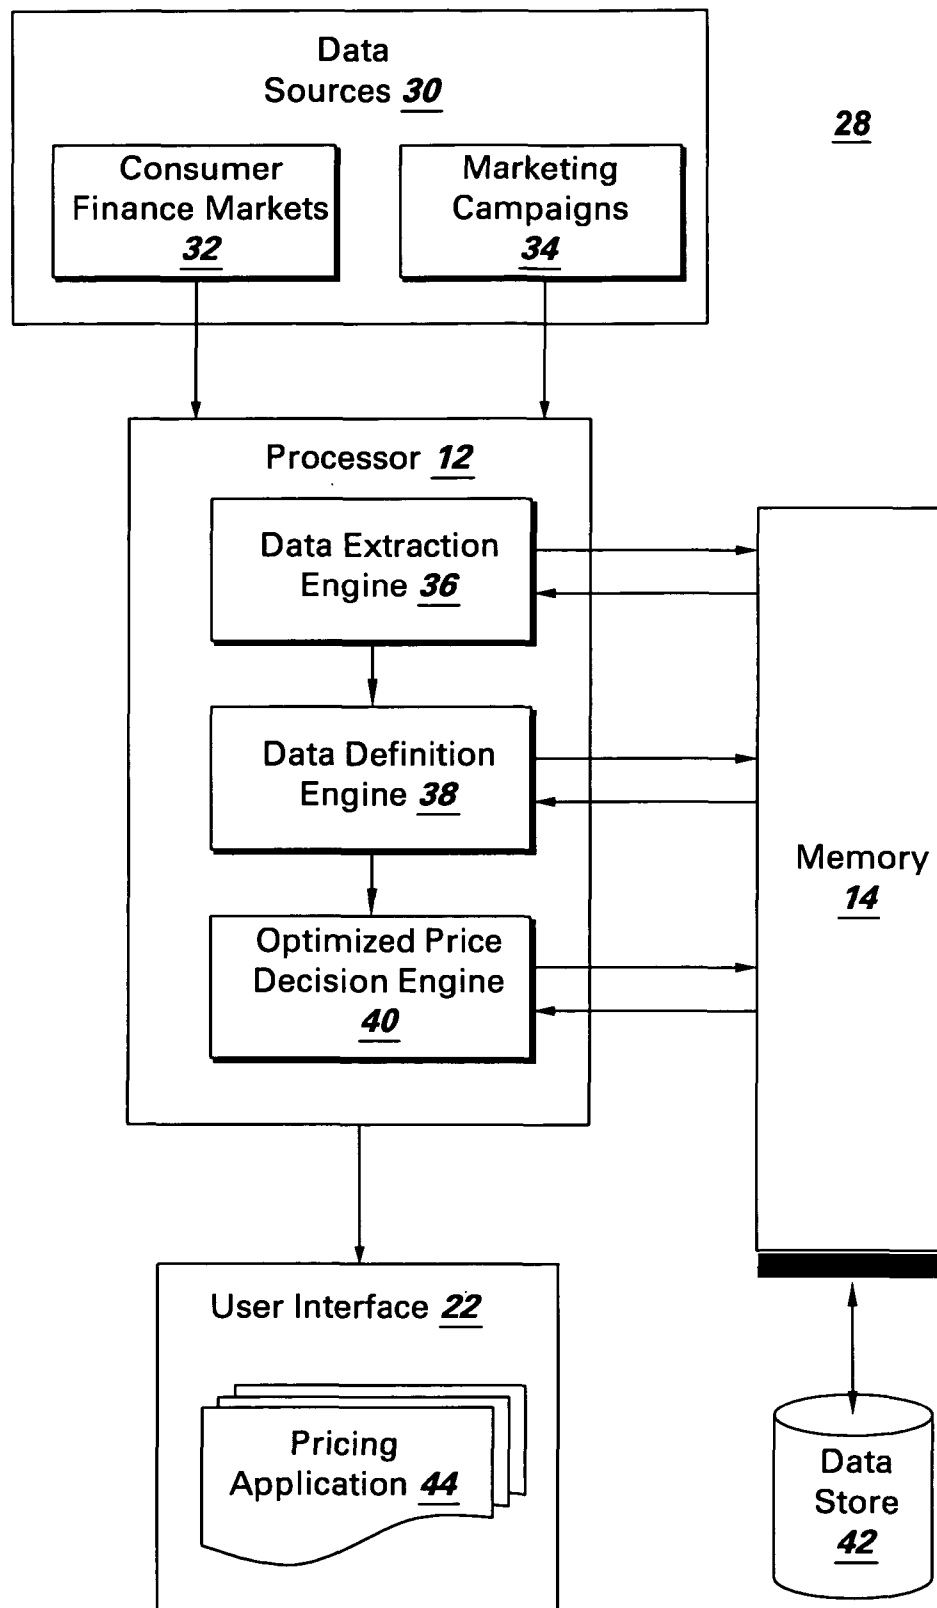 Data
Sources 30
28
Consumer
Finance Markets
32
Marketing
Campaigns
34
Processor 12
Data Extraction
Engine 36
Data Definition
Engine 38
Optimized Price
Decision Engine
40
Memory
14
User Interface 22
Pricing
Application 44
Data
Store
42